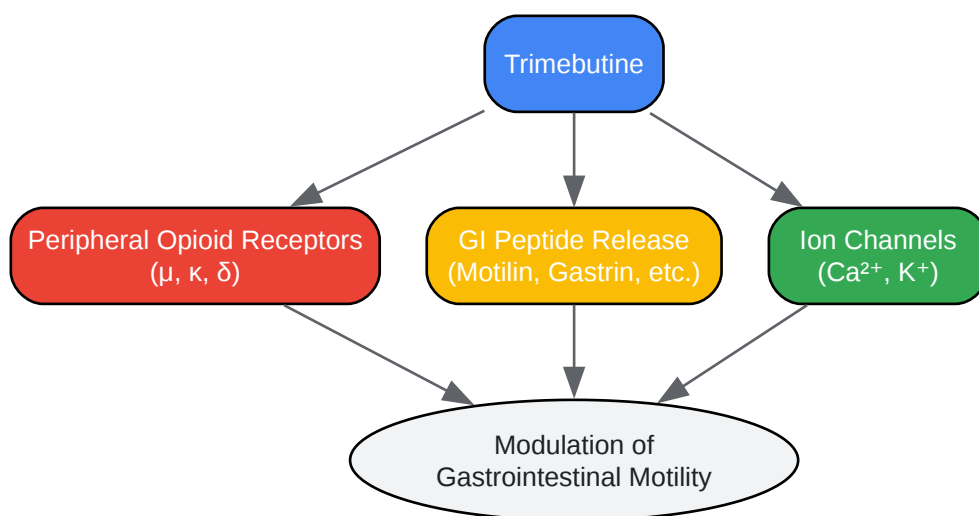 Trimebutine
Peripheral Opioid Receptors
(μ, κ, δ)
GI Peptide Release
(Motilin, Gastrin, etc.)
Ion Channels
(Ca²⁺, K⁺)
Modulation of
Gastrointestinal Motility